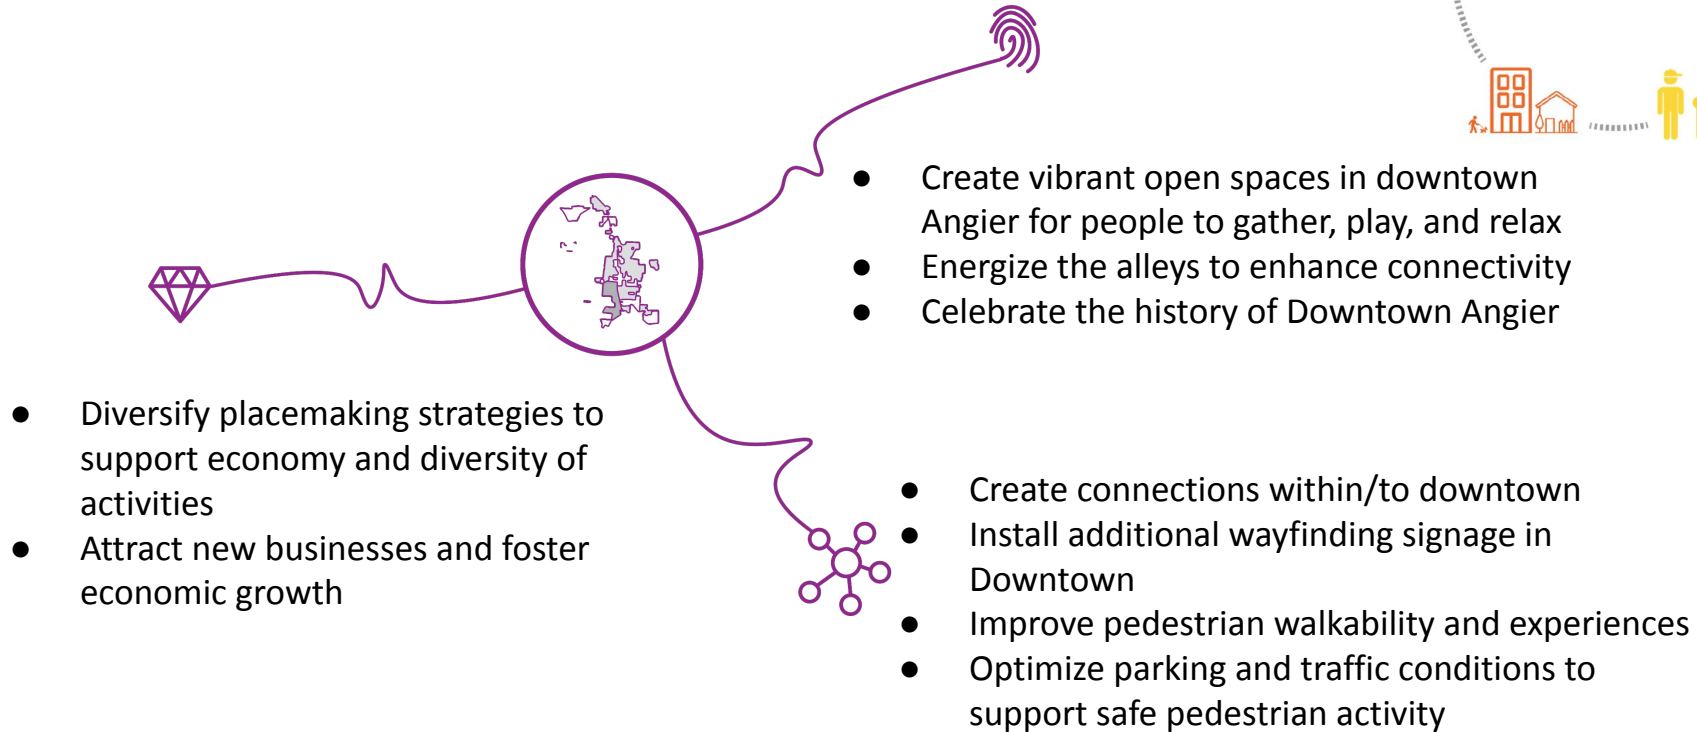 ● Create vibrant open spaces in downtown
Angier for people to gather, play, and relax
● Energize the alleys to enhance connectivity
● Celebrate the history of Downtown Angier
● Diversify placemaking strategies to
support economy and diversity of
activities
● Attract new businesses and foster
economic growth
● Create connections within/to downtown
● Install additional wayfinding signage in
Downtown
● Improve pedestrian walkability and experiences
● Optimize parking and traffic conditions to
support safe pedestrian activity